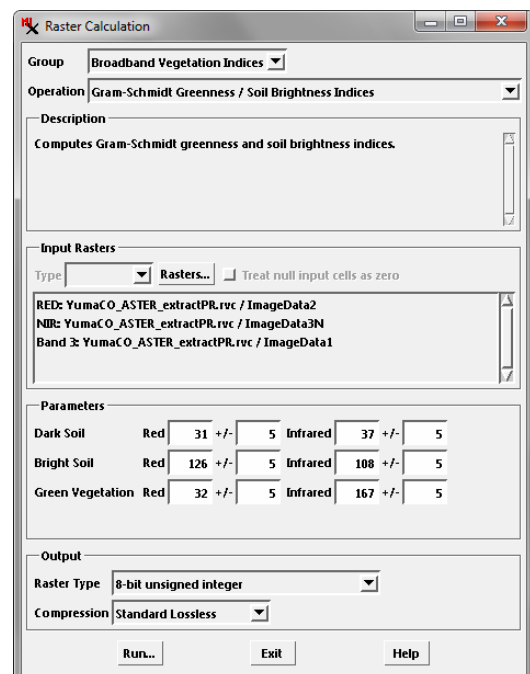 Raster Calculation
Group Broadband Vegetation Indices
Operation Gram-Schmidt Greenness / Soil Brightness Indices
Description
Computes Gram-Schmidt greenness and soil brightness indices.
Input Rasters
Type Rasters... Treat null input cells as zero
RED: YumaCO_ASTER_extractPR.rvc / ImageData2
NIR: YumaCO_ASTER_extractPR.rvc / ImageData3N
Band 3: YumaCO_ASTER_extractPR.rvc / ImageData1
Parameters
Dark Soil Red 31 +/- 5 Infrared 37 +/- 5
Bright Soil Red 126 +/- 5 Infrared 108 +/- 5
Green Vegetation Red 32 +/- 5 Infrared 167 +/- 5
Output
Raster Type 8-bit unsigned integer
Compression Standard Lossless
Run... Exit Help